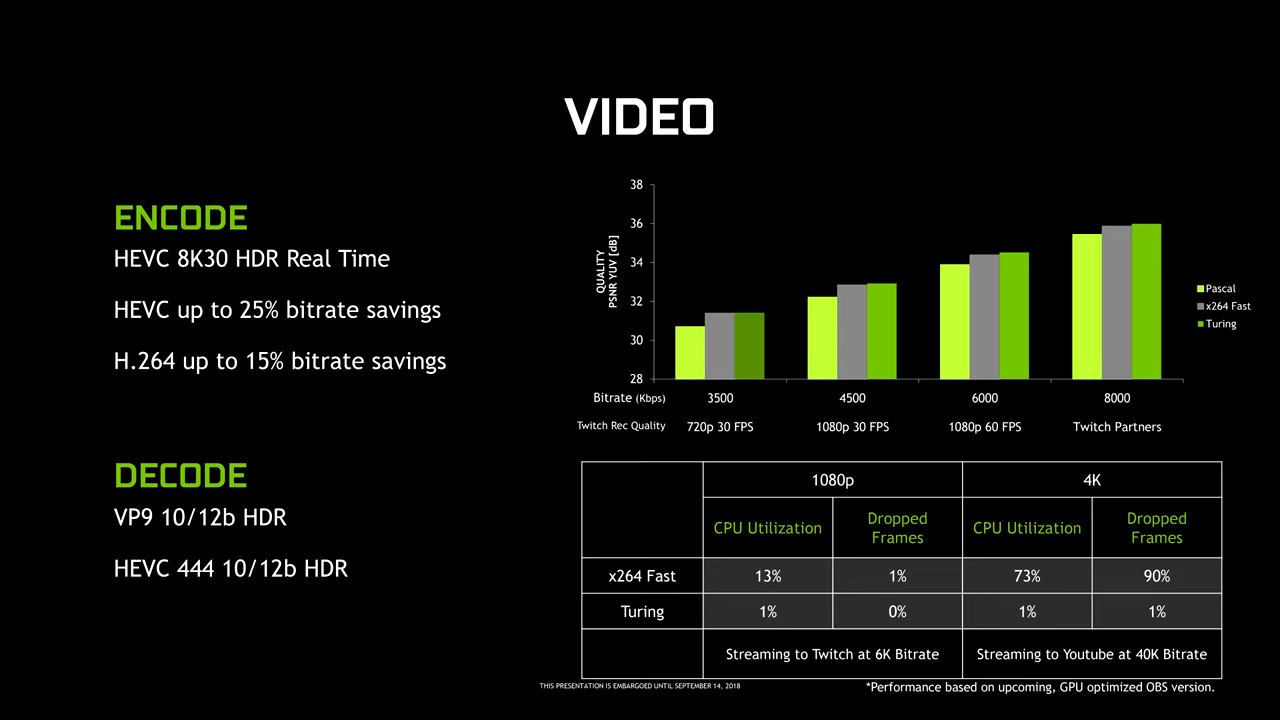 VIDEO
ENCODE
HEVC 8K30 HDR Real Time
HEVC up to 25% bitrate savings
H.264 up to 15% bitrate savings
DECODE
VP9 10/12b HDR
HEVC 444 10/12b HDR
QUALITY
PSNR YUV [dB]
38
36
34
32
30
28
Pascal
x264 Fast
Turing
Bitrate (Kbps) 3500 4500 6000 8000
Twitch Rec Quality 720p 30 FPS 1080p 30 FPS 1080p 60 FPS Twitch Partners
1080p 4K
CPU Utilization Dropped Frames CPU Utilization Dropped Frames
x264 Fast 13% 1% 73% 90%
Turing 1% 0% 1% 1%
Streaming to Twitch at 6K Bitrate Streaming to Youtube at 40K Bitrate
THIS PRESENTATION IS EMBARGOED UNTIL SEPTEMBER 14, 2018
*Performance based on upcoming, GPU optimized OBS version.